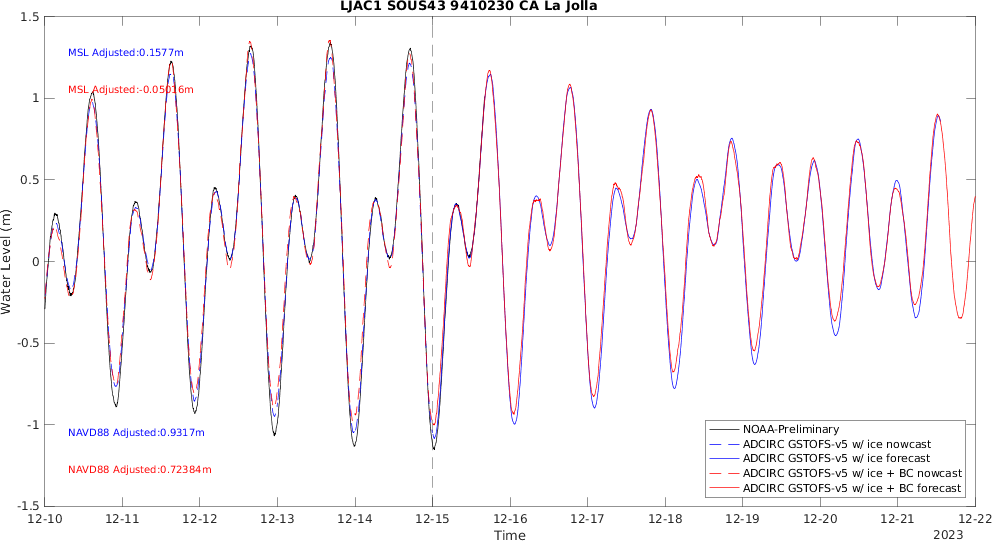 LJAC1 SOUS43 9410230 CA La Jolla
1.5
1
0.5
0
-0.5
-1
-1.5
Water Level (m)
MSL Adjusted:0.1577m
MSL Adjusted:-0.05016m
NAVD88 Adjusted:0.9317m
NAVD88 Adjusted:0.72384m
NOAA-Preliminary
ADCIRC GSTOFS-v5 w/ ice nowcast
ADCIRC GSTOFS-v5 w/ ice forecast
ADCIRC GSTOFS-v5 w/ ice + BC nowcast
ADCIRC GSTOFS-v5 w/ ice + BC forecast
12-10 12-11 12-12 12-13 12-14 12-15 12-16 12-17 12-18 12-19 12-20 12-21 12-22
Time
2023